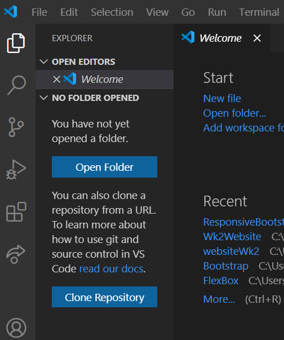 File Edit Selection View Go Run Terminal
EXPLORER
OPEN EDITORS
Welcome
NO FOLDER OPENED
You have not yet
opened a folder.
Open Folder
You can also clone a
repository from a URL.
To learn more about
how to use git and
source control in VS
Code read our docs.
Clone Repository
Welcome
Start
New file
Open folder...
Add workspace fo
Recent
ResponsiveBootst
Wk2Website C:\
websiteWk2 C:\
Bootstrap C:\Use
FlexBox C:\Users
More... (Ctrl+R)